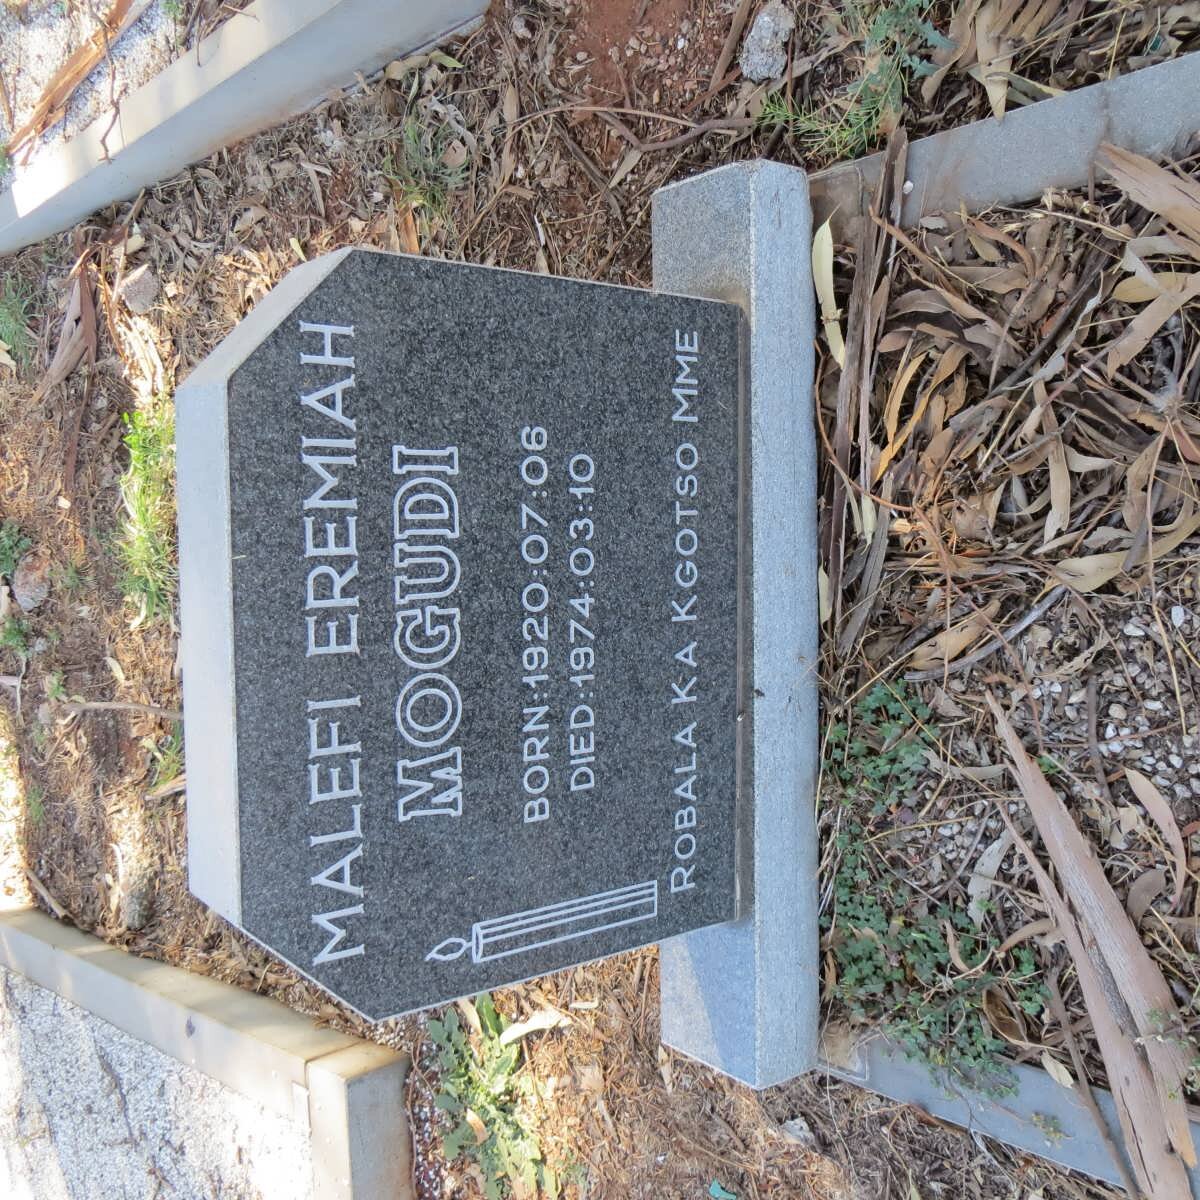 MALEFI EREMIAH
MOGUDI
BORN:1920:07:06
DIED:1974:03:10
ROBALA KA KGOTSO MME